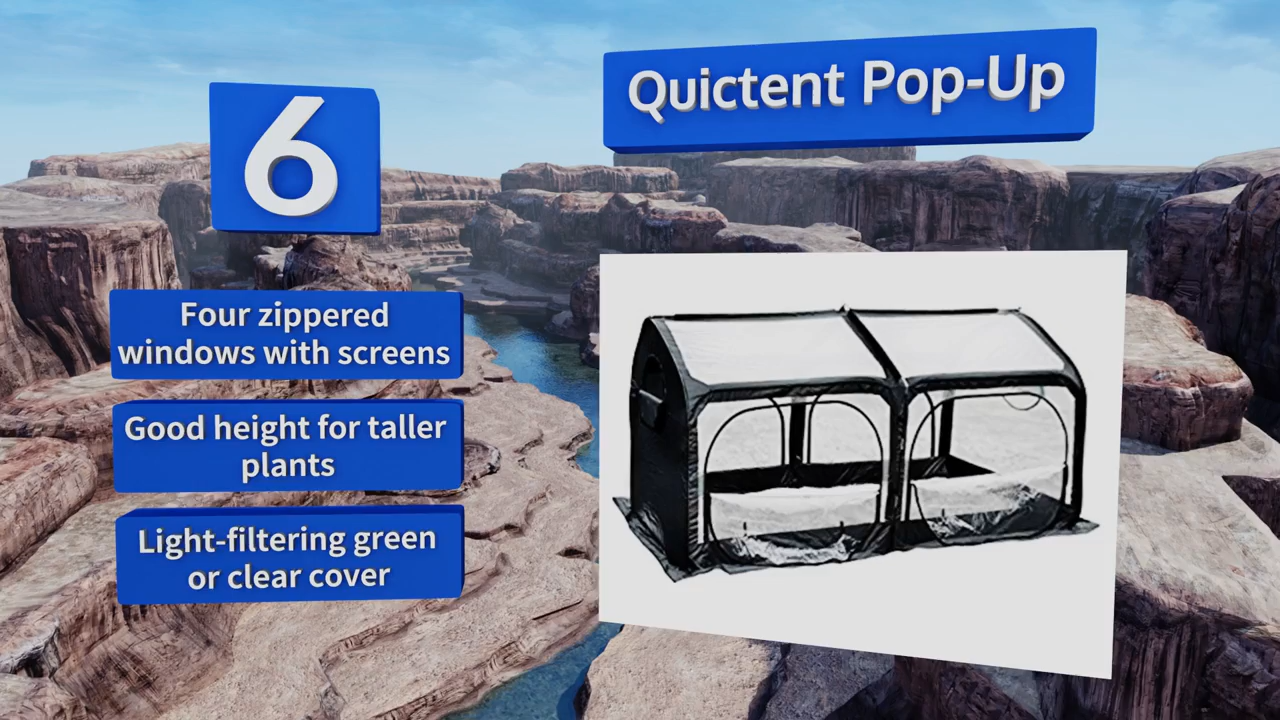 6
Quictent Pop-Up
Four zippered
windows with screens
Good height for taller
plants
Light-filtering green
or clear cover